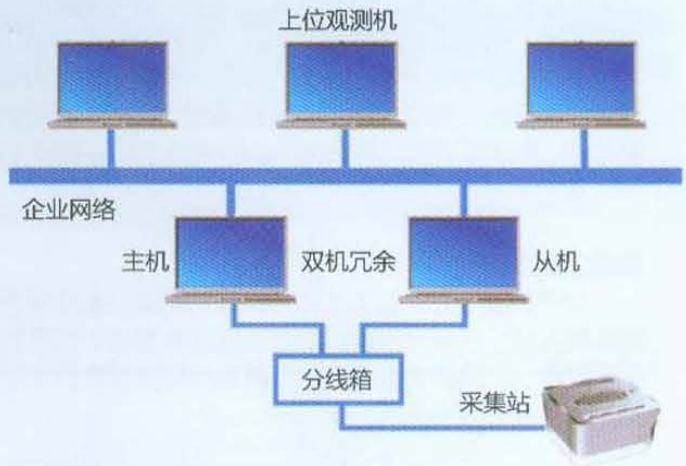 上位观测机
企业网络
主机
双机冗余
从机
分线箱
采集站